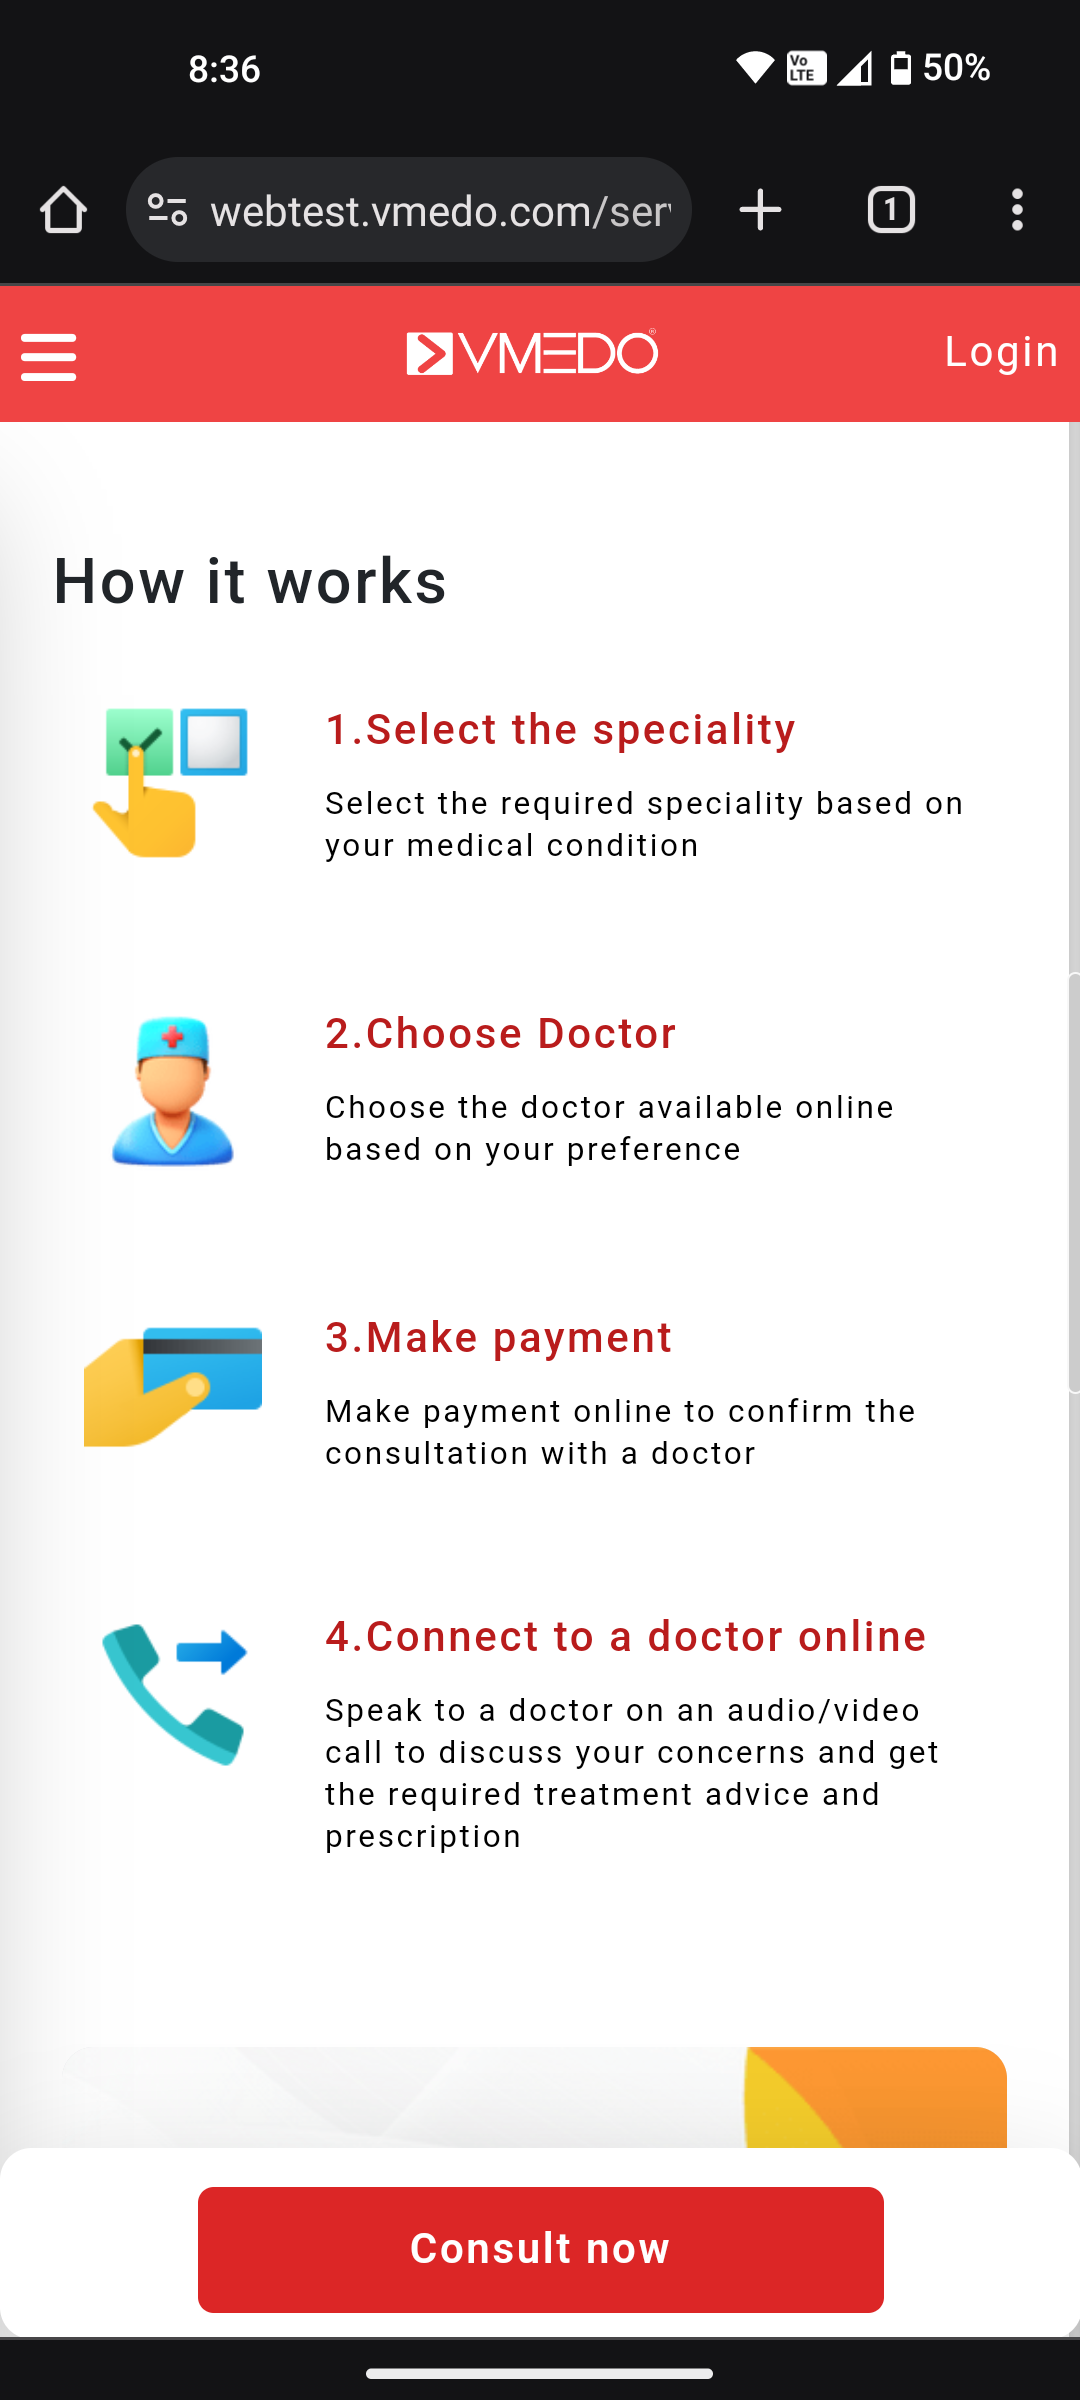 8:36
Vo LTE
50%
webtest.vmedo.com/ser
1
VMEDO®
Login
How it works
1.Select the speciality
Select the required speciality based on
your medical condition
2.Choose Doctor
Choose the doctor available online
based on your preference
3.Make payment
Make payment online to confirm the
consultation with a doctor
4.Connect to a doctor online
Speak to a doctor on an audio/video
call to discuss your concerns and get
the required treatment advice and
prescription
Consult now